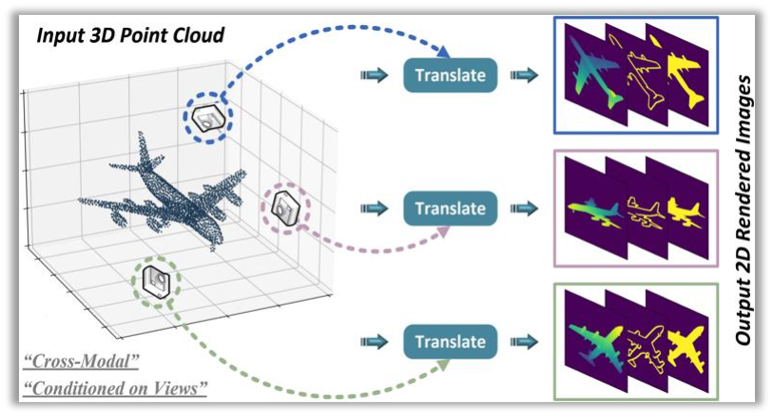 Input 3D Point Cloud
Translate
Translate
Translate
Output 2D Rendered Images
“Cross-Modal”
“Conditioned on Views”